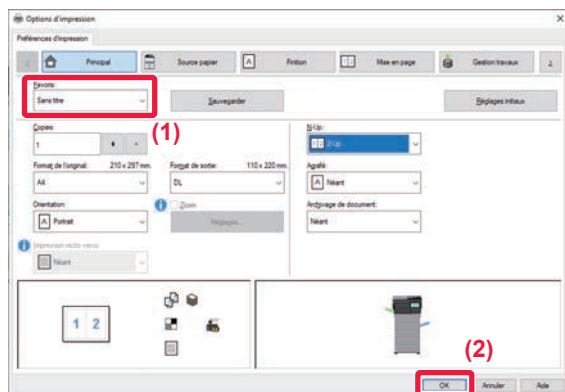 Options d'impression
Préférences d'impression
Principal
Source papier
Finition
Mise en page
Gestion travaux
Favoris:
Sans titre
Sauvegarder
Réglages initiaux
(1)
Copies:
1
N-Up:
2-Up
Format de l'original:
210 x 297 mm.
Format de sortie:
110 x 220 mm.
Agrafé:
A4
DL
Néant
Orientation:
Zoom
Archivage de document:
Portrait
Réglages...
Néant
Impression recto-verso:
Néant
1 2
(2)
OK
Annuler
Aide